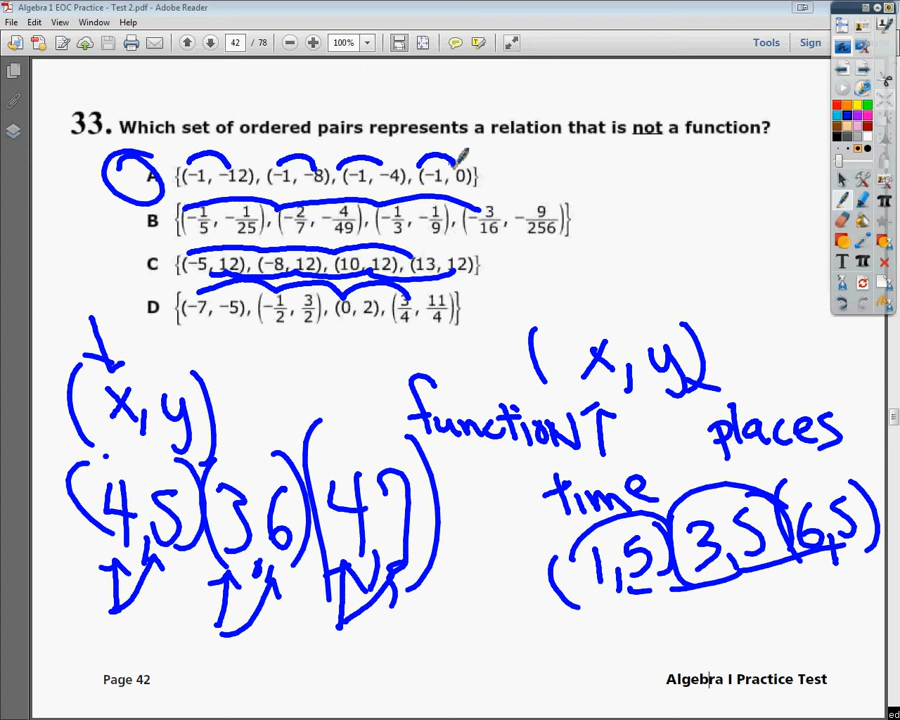 Algebra 1 EOC Practice - Test 2.pdf - Adobe Reader
File Edit View Window Help
42 / 78 100% Tools Sign
33. Which set of ordered pairs represents a relation that is not a function?
A {(−1, −12), (−1, −8), (−1, −4), (−1, 0)}
B {(−1/5, −1/25), (−2/7, −4/49), (−1/3, −1/9), (−3/16, −9/256)}
C {(−5, 12), (−8, 12), (10, 12), (13, 12)}
D {(−7, −5), (−1/2, 3/2), (0, 2), (3/4, 11/4)}
(x, y)
(x, y)
function
places
time
(4,5) (3 6) (4 7)
(1,5) (3,5) (6,5)
Page 42
Algebra I Practice Test